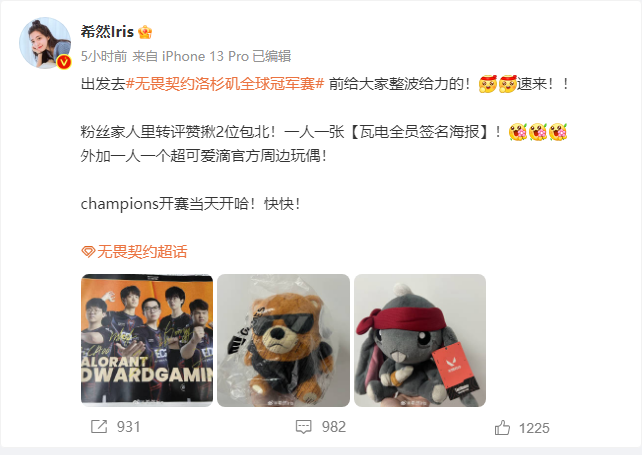 希然Iris
5小时前 来自 iPhone 13 Pro 已编辑
出发去#无畏契约洛杉矶全球冠军赛# 前给大家整波给力的！速来！！
粉丝家人里转评赞揪2位包北！一人一张【瓦电全员签名海报】！
外加一人一个超可爱滴官方周边玩偶！
champions开赛当天开哈！快快！
无畏契约超话
ALORANT
DWARDGAMIN
931
982
1225